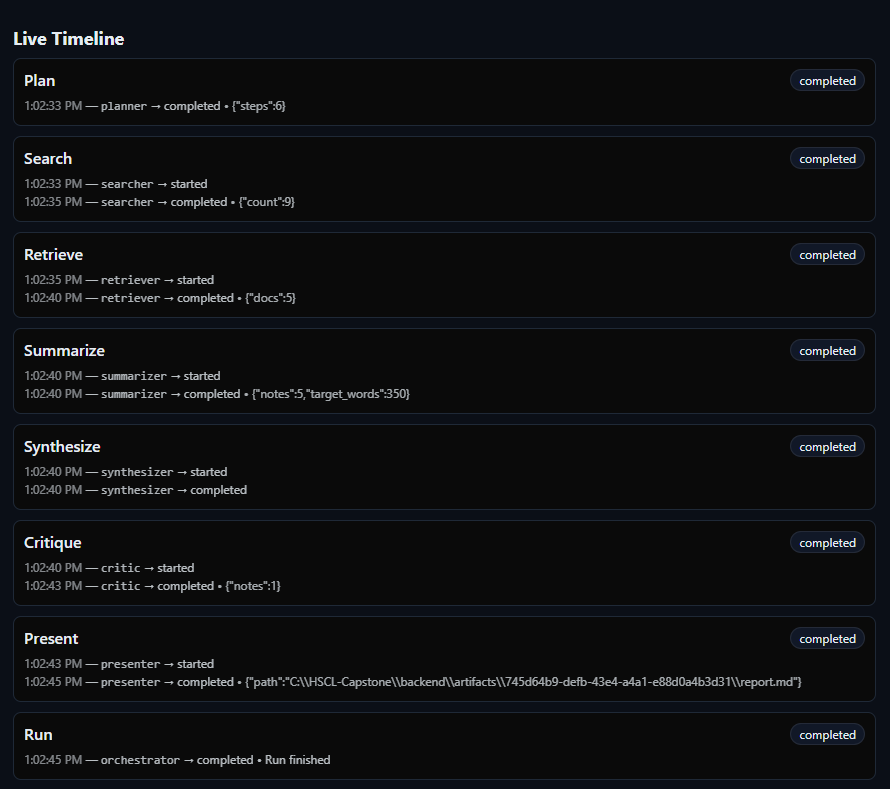 Live Timeline
Plan
completed
1:02:33 PM — planner → completed • {"steps":6}
Search
completed
1:02:33 PM — searcher → started
1:02:35 PM — searcher → completed • {"count":9}
Retrieve
completed
1:02:35 PM — retriever → started
1:02:40 PM — retriever → completed • {"docs":5}
Summarize
completed
1:02:40 PM — summarizer → started
1:02:40 PM — summarizer → completed • {"notes":5,"target_words":350}
Synthesize
completed
1:02:40 PM — synthesizer → started
1:02:40 PM — synthesizer → completed
Critique
completed
1:02:40 PM — critic → started
1:02:43 PM — critic → completed • {"notes":1}
Present
completed
1:02:43 PM — presenter → started
1:02:45 PM — presenter → completed • {"path":"C:\\HSCL-Capstone\\backend\\artifacts\\745d64b9-defb-43e4-a4a1-e88d0a4b3d31\\report.md"}
Run
completed
1:02:45 PM — orchestrator → completed • Run finished